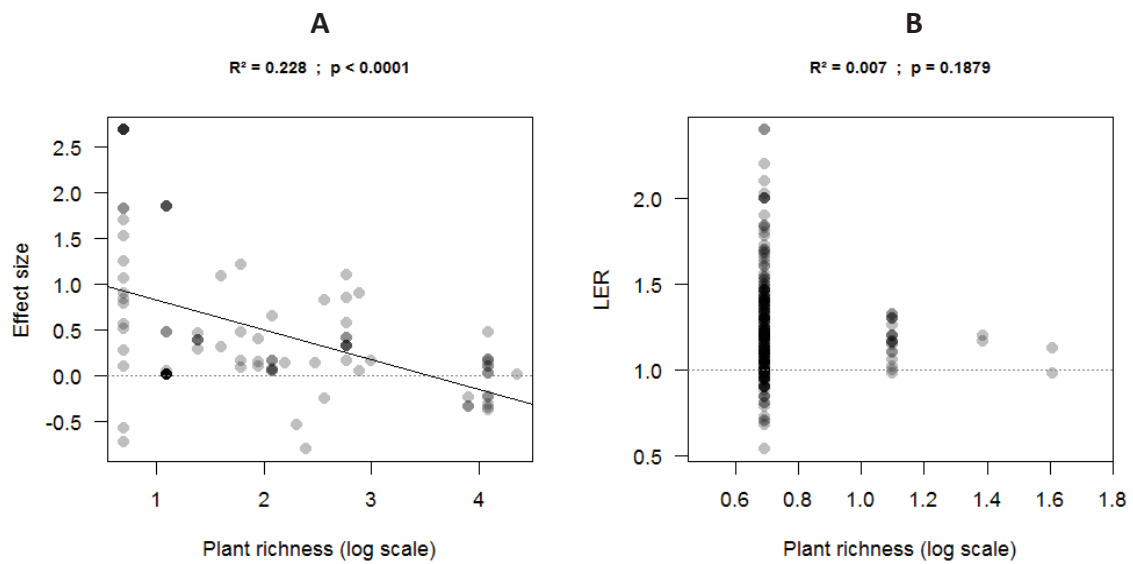 A
R² = 0.228 ; p < 0.0001
Effect size
2.5
2.0
1.5
1.0
0.5
0.0
-0.5
1 2 3 4
Plant richness (log scale)
B
R² = 0.007 ; p = 0.1879
LER
2.0
1.5
1.0
0.5
0.6 0.8 1.0 1.2 1.4 1.6 1.8
Plant richness (log scale)